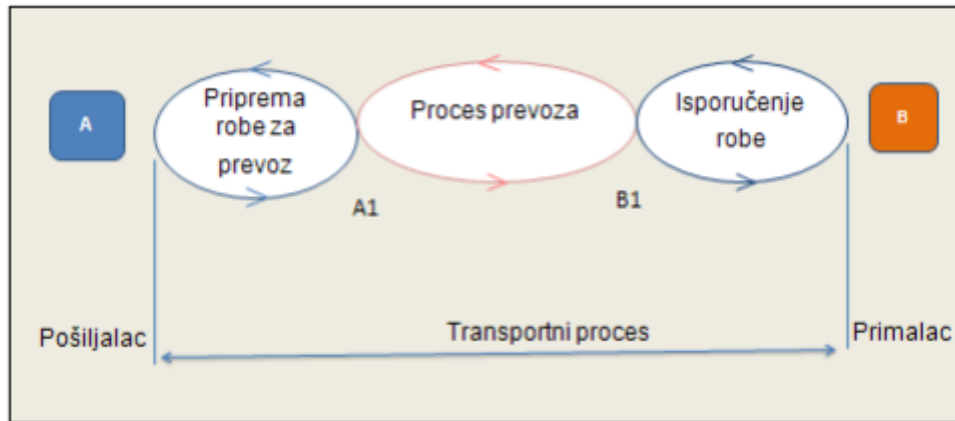 A
Priprema
robe za
prevoz
Proces prevoza
Isporučenje
robe
B
A1
B1
Pošiljalac
Transportni proces
Primalac